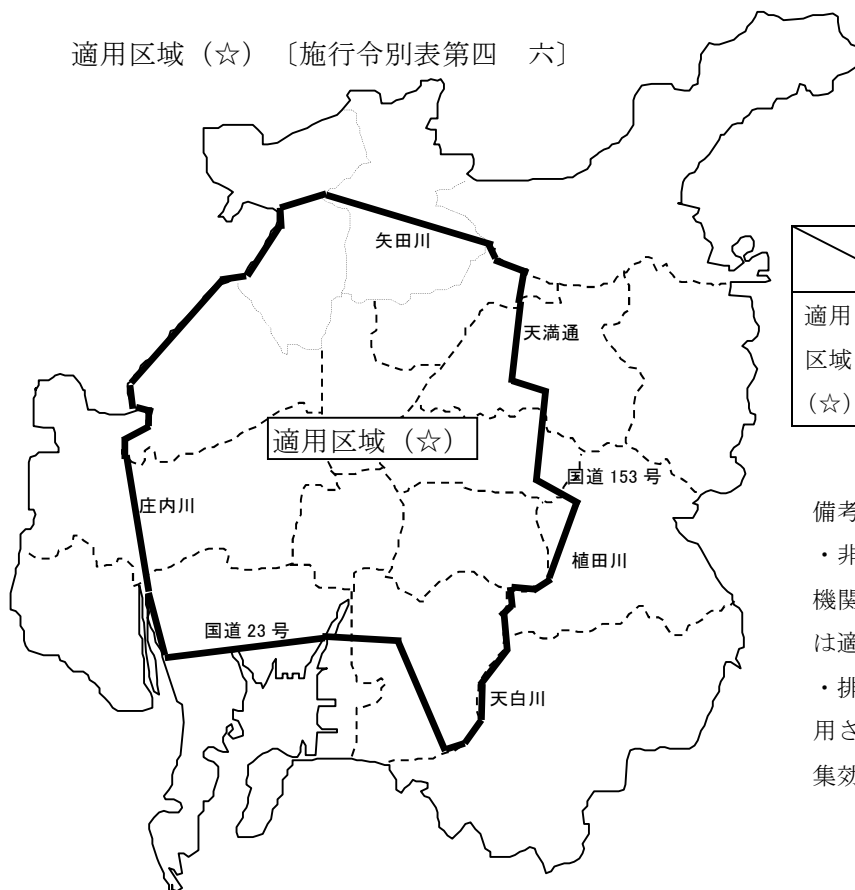 適用区域（☆）〔施行令別表第四　六〕
矢田川
天満通
適用区域（☆）
国道 153 号
庄内川
植田川
国道 23 号
天白川
適用
区域
（☆）
備考
・非
機関
は適
・排
用さ
集効